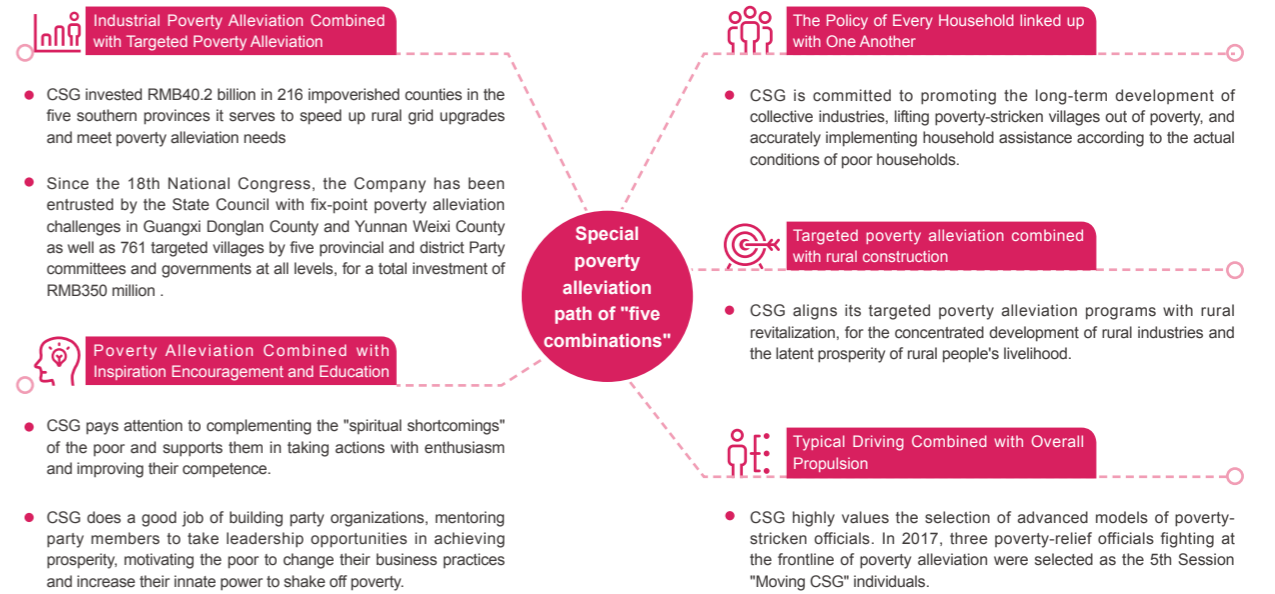 Industrial Poverty Alleviation Combined
with Targeted Poverty Alleviation
CSG invested RMB40.2 billion in 216 impoverished counties in the
five southern provinces it serves to speed up rural grid upgrades
and meet poverty alleviation needs
Since the 18th National Congress, the Company has been
entrusted by the State Council with fix-point poverty alleviation
challenges in Guangxi Donglan County and Yunnan Weixi County
as well as 761 targeted villages by five provincial and district Party
committees and governments at all levels, for a total investment of
RMB350 million .
Poverty Alleviation Combined with
Inspiration Encouragement and Education
CSG pays attention to complementing the "spiritual shortcomings"
of the poor and supports them in taking actions with enthusiasm
and improving their competence.
CSG does a good job of building party organizations, mentoring
party members to take leadership opportunities in achieving
prosperity, motivating the poor to change their business practices
and increase their innate power to shake off poverty.
Special
poverty
alleviation
path of "five
combinations"
The Policy of Every Household linked up
with One Another
CSG is committed to promoting the long-term development of
collective industries, lifting poverty-stricken villages out of poverty, and
accurately implementing household assistance according to the actual
conditions of poor households.
Targeted poverty alleviation combined
with rural construction
CSG aligns its targeted poverty alleviation programs with rural
revitalization, for the concentrated development of rural industries and
the latent prosperity of rural people's livelihood.
Typical Driving Combined with Overall
Propulsion
CSG highly values the selection of advanced models of poverty-
stricken officials. In 2017, three poverty-relief officials fighting at
the frontline of poverty alleviation were selected as the 5th Session
"Moving CSG" individuals.